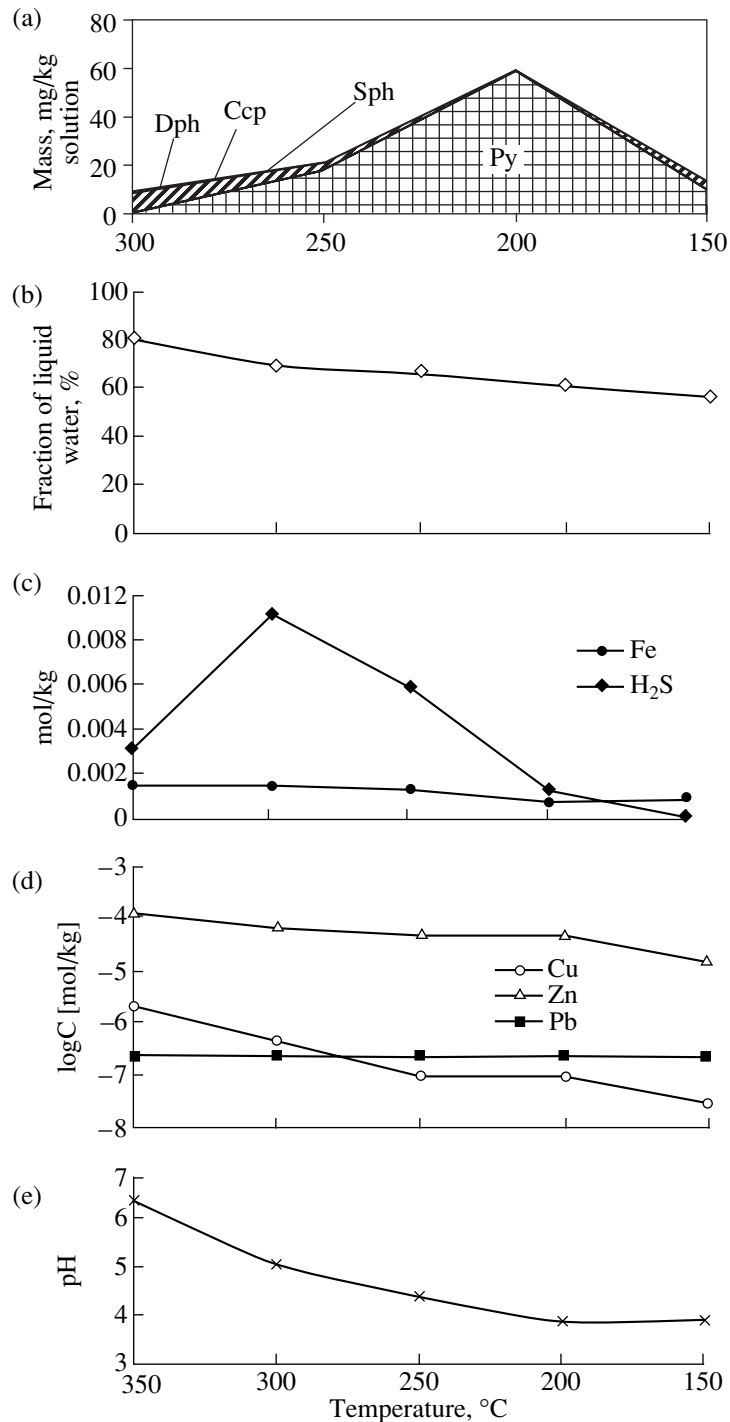 (a)
Mass, mg/kg
solution
80
60
40
20
0
Dph
Ccp
Sph
Py
300
250
200
150
(b)
Fraction of liquid
water, %
100
80
60
40
20
0
(c)
mol/kg
0.012
0.008
0.006
0.004
0.002
0
Fe
H₂S
(d)
logC [mol/kg]
–3
–4
–5
–6
–7
–8
Cu
Zn
Pb
(e)
pH
7
6
5
4
3
350
300
250
200
150
Temperature, °C